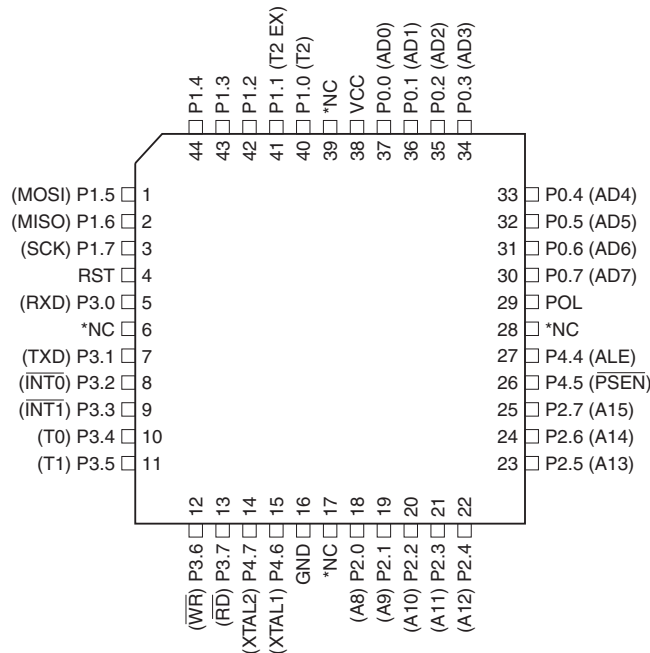 P1.4
P1.3
P1.2
P1.1 (T2 EX)
P1.0 (T2)
*NC
VCC
P0.0 (AD0)
P0.1 (AD1)
P0.2 (AD2)
P0.3 (AD3)
44
43
42
41
40
39
38
37
36
35
34
(MOSI) P1.5 1
(MISO) P1.6 2
(SCK) P1.7 3
RST 4
(RXD) P3.0 5
*NC 6
(TXD) P3.1 7
(INT0) P3.2 8
(INT1) P3.3 9
(T0) P3.4 10
(T1) P3.5 11
33 P0.4 (AD4)
32 P0.5 (AD5)
31 P0.6 (AD6)
30 P0.7 (AD7)
29 POL
28 *NC
27 P4.4 (ALE)
26 P4.5 (PSEN)
25 P2.7 (A15)
24 P2.6 (A14)
23 P2.5 (A13)
12
13
14
15
16
17
18
19
20
21
22
(WR) P3.6
(RD) P3.7
(XTAL2) P4.7
(XTAL1) P4.6
GND
*NC
(A8) P2.0
(A9) P2.1
(A10) P2.2
(A11) P2.3
(A12) P2.4